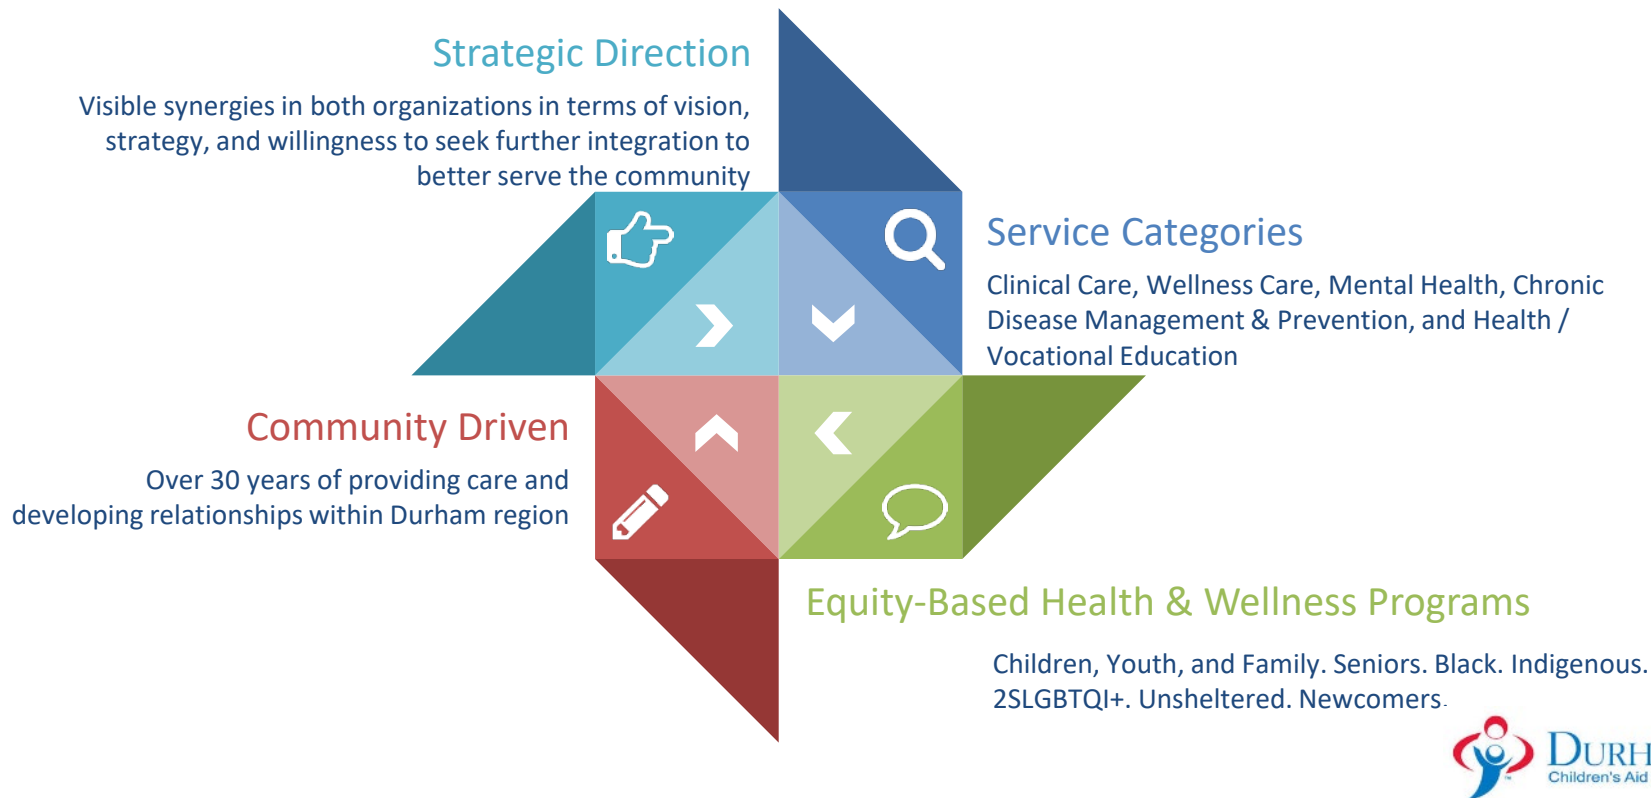 Strategic Direction
Visible synergies in both organizations in terms of vision,
strategy, and willingness to seek further integration to
better serve the community
Service Categories
Clinical Care, Wellness Care, Mental Health, Chronic
Disease Management & Prevention, and Health /
Vocational Education
Community Driven
Over 30 years of providing care and
developing relationships within Durham region
Equity-Based Health & Wellness Programs
Children, Youth, and Family. Seniors. Black. Indigenous.
2SLGBTQI+. Unsheltered. Newcomers.
DURH
Children's Aid